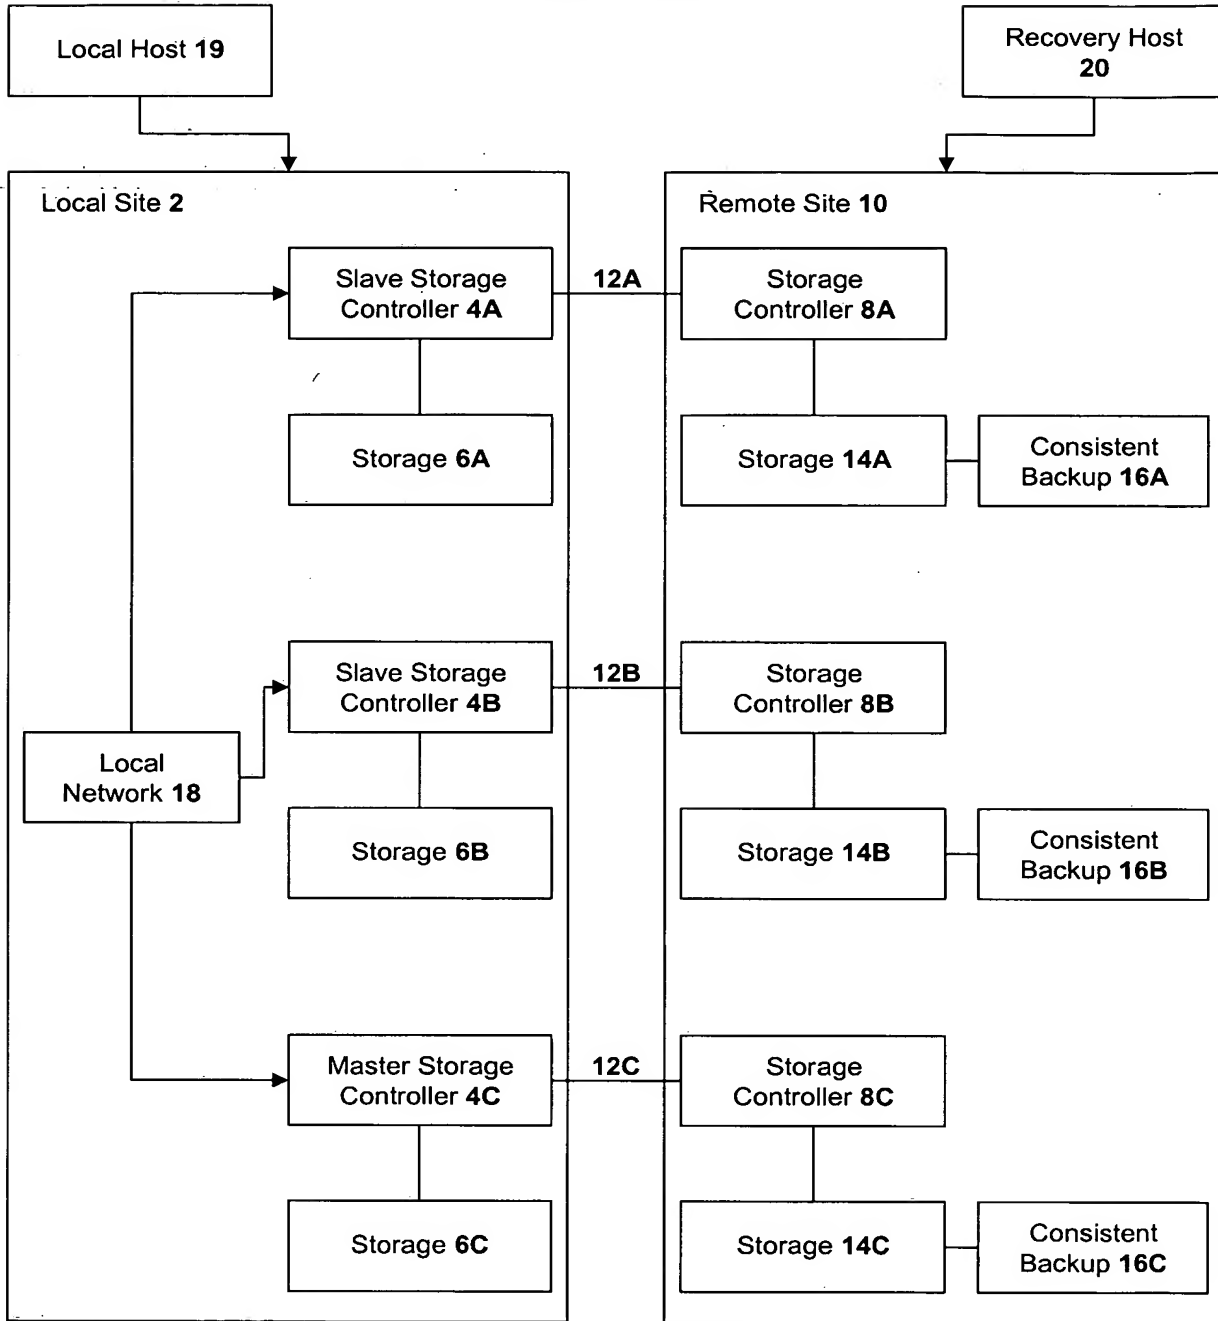 Local Host 19
Recovery Host
20
Local Site 2
Remote Site 10
Slave Storage
Controller 4A
12A
Storage
Controller 8A
Storage 6A
Storage 14A
Consistent
Backup 16A
Slave Storage
Controller 4B
12B
Storage
Controller 8B
Local
Network 18
Storage 6B
Storage 14B
Consistent
Backup 16B
Master Storage
Controller 4C
12C
Storage
Controller 8C
Storage 6C
Storage 14C
Consistent
Backup 16C